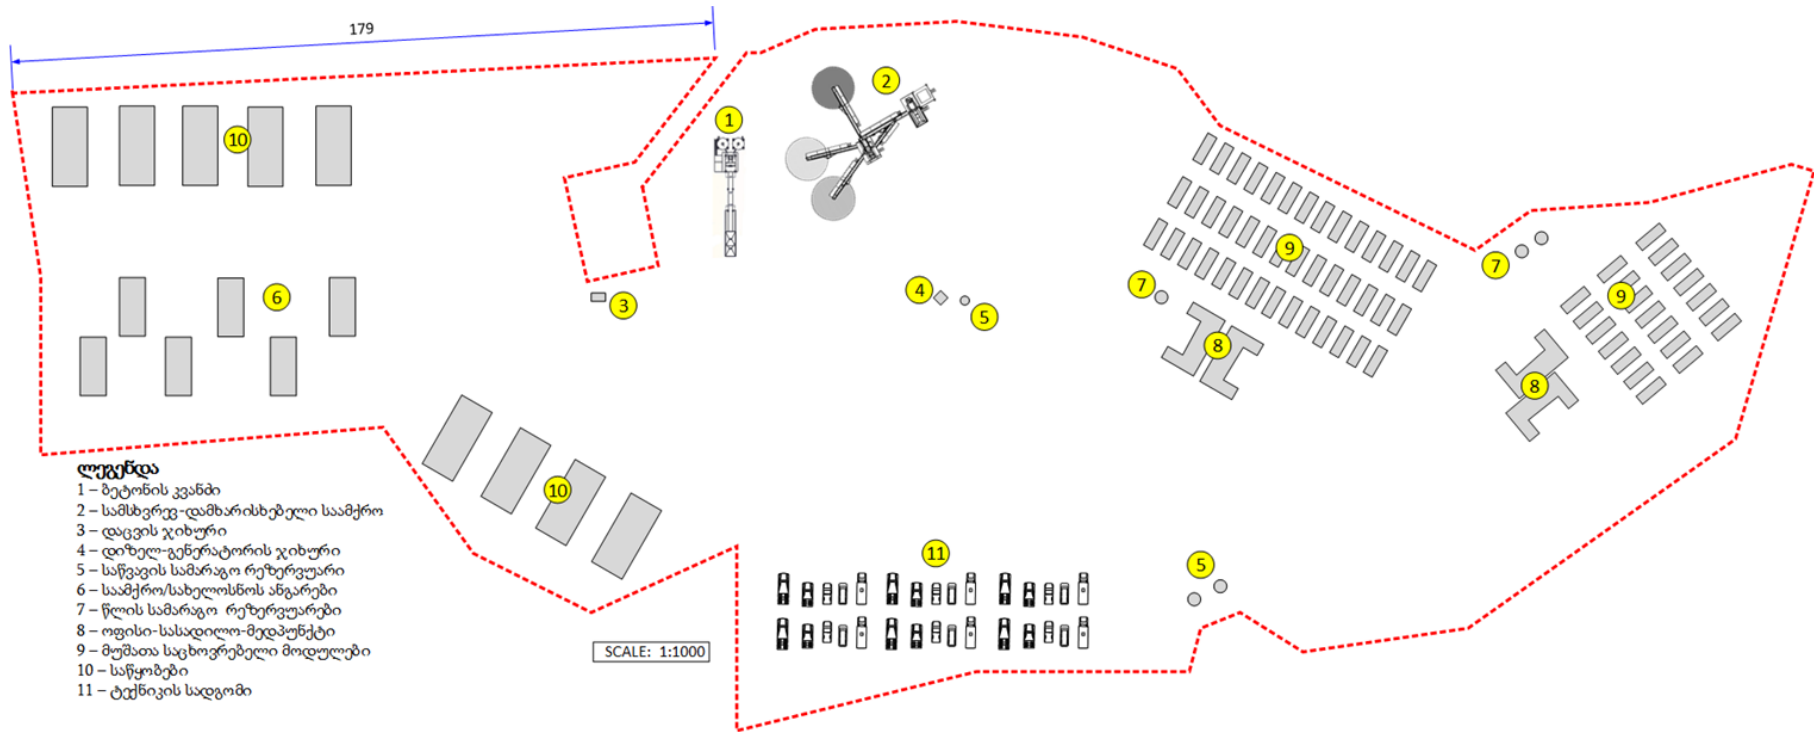 179
2
1
10
9
7
7
6
4
9
3
5
8
8
ლეგენდა
1 – ბეტონის კვანძი
10
2 – სამსხვრევ-დამხარისხებელი საამქრო
3 – დაცვის ჯიხური
4 – დიზელ-გენერატორის ჯიხური
11
5 – საწვავის სამარაგო რეზერვუარი
5
6 – საამქრო/სახელოსნოს ანგარები
7 – წლის სამარაგო რეზერვუარები
8 – ოფისი-სასადილო-მედპუნქტი
9 – მუშათა საცხოვრებელი მოდულები
SCALE: 1:1000
10 – საწყობები
11 – ტექნიკის სადგომი